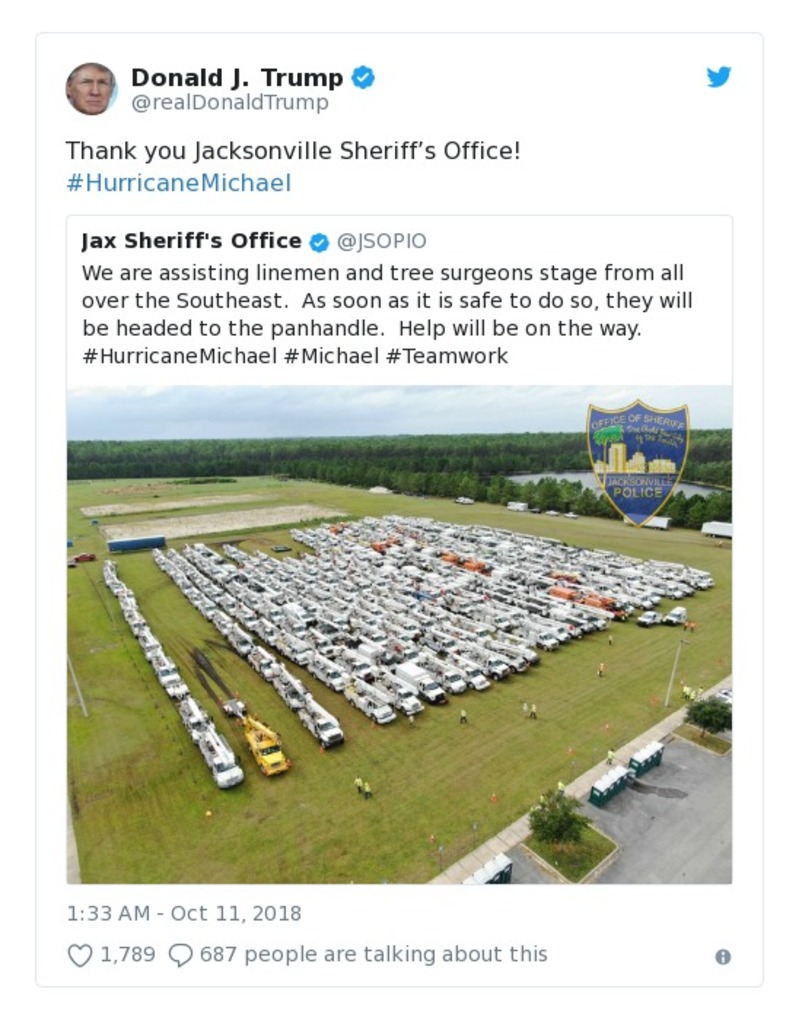 Donald J. Trump
@realDonaldTrump
Thank you Jacksonville Sheriff’s Office!
#HurricaneMichael
Jax Sheriff's Office @JSOPIO
We are assisting linemen and tree surgeons stage from all
over the Southeast.  As soon as it is safe to do so, they will
be headed to the panhandle.  Help will be on the way.
#HurricaneMichael #Michael #Teamwork
OFFICE OF SHERIFF
JACKSONVILLE
POLICE
1:33 AM - Oct 11, 2018
1,789 687 people are talking about this